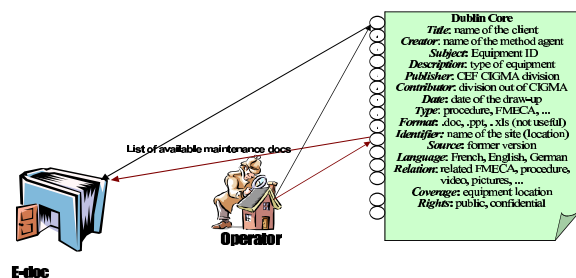 Dublin Core
Title: name of the client
Creator: name of the method agent
Subject: Equipment ID
Description: type of equipment
Publisher: CEF CIGMA division
Contributor: division out of CIGMA
Date: date of the draw-up
Type: procedure, FMECA, ...
Format: .doc, .ppt, . xls (not useful)
Identifier: name of the site (location)
Source: former version
Language: French, English, German
Relation: related FMECA, procedure,
video, pictures, ...
Coverage: equipment location
Rights: public, confidential
List of available maintenance docs
Operator
E-doc